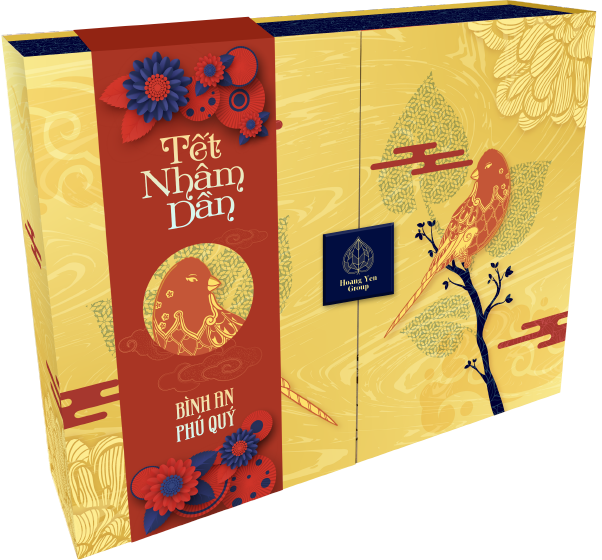 Tết
Nhâm
Dần
Hoang Yen
Group
BÌNH AN
PHÚ QUÝ